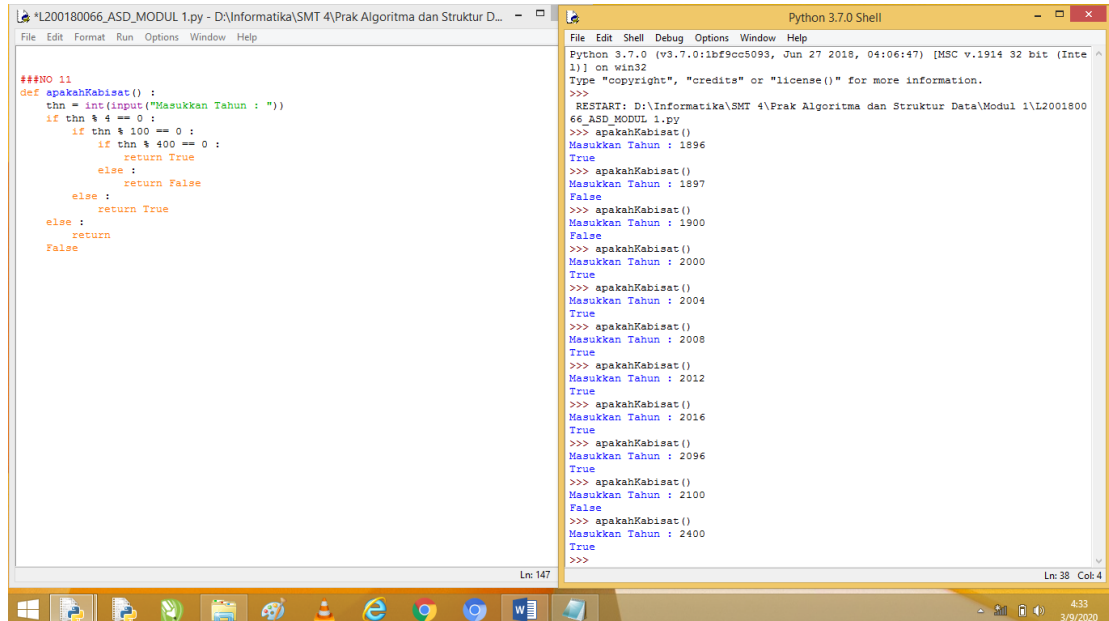 *L200180066_ASD_MODUL 1.py - D:\Informatika\SMT 4\Prak Algoritma dan Struktur D...
File Edit Format Run Options Window Help
###NO 11
def apakahKabisat() :
    thn = int(input("Masukkan Tahun : "))
    if thn % 4 == 0 :
        if thn % 100 == 0 :
            if thn % 400 == 0 :
                return True
            else :
                return False
        else :
            return True
    else :
        return
    False
Ln: 147
Python 3.7.0 Shell
File Edit Shell Debug Options Window Help
Python 3.7.0 (v3.7.0:1bf9cc5093, Jun 27 2018, 04:06:47) [MSC v.1914 32 bit (Inte
l)] on win32
Type "copyright", "credits" or "license()" for more information.
>>>
 RESTART: D:\Informatika\SMT 4\Prak Algoritma dan Struktur Data\Modul 1\L2001800
66_ASD_MODUL 1.py
>>> apakahKabisat()
Masukkan Tahun : 1896
True
>>> apakahKabisat()
Masukkan Tahun : 1897
False
>>> apakahKabisat()
Masukkan Tahun : 1900
False
>>> apakahKabisat()
Masukkan Tahun : 2000
True
>>> apakahKabisat()
Masukkan Tahun : 2004
True
>>> apakahKabisat()
Masukkan Tahun : 2008
True
>>> apakahKabisat()
Masukkan Tahun : 2012
True
>>> apakahKabisat()
Masukkan Tahun : 2016
True
>>> apakahKabisat()
Masukkan Tahun : 2096
True
>>> apakahKabisat()
Masukkan Tahun : 2100
False
>>> apakahKabisat()
Masukkan Tahun : 2400
True
>>>
Ln: 38 Col: 4
4:33
3/9/2020